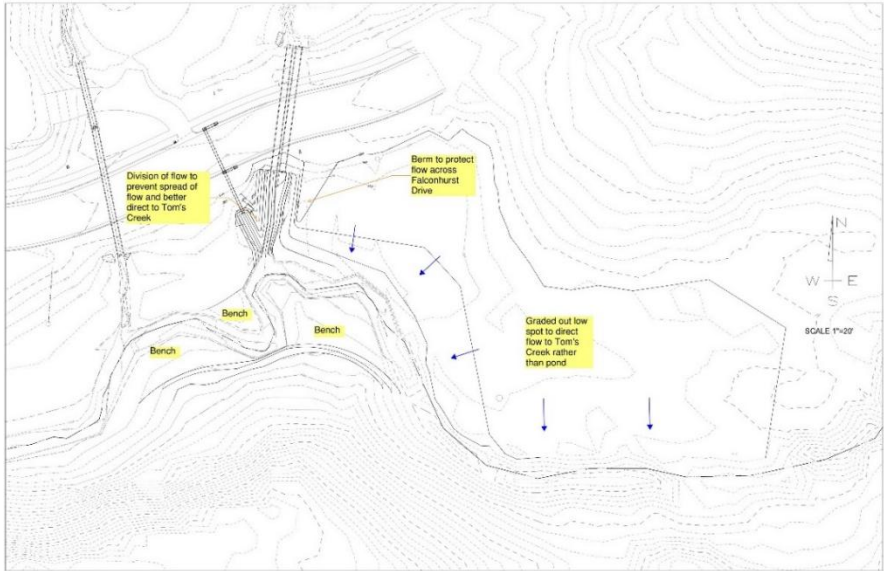 Division of flow to
prevent spread of
flow and better
direct to Tom's
Creek
Berm to protect
flow across
Falconhurst
Drive
N
W E
S
SCALE 1"=20'
Bench
Bench
Bench
Graded out low
spot to direct
flow to Tom's
Creek rather
than pond